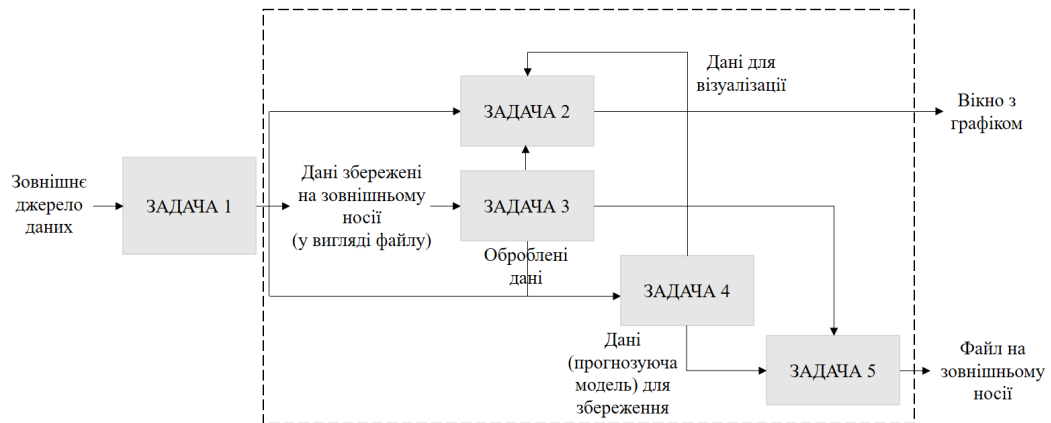 Дані для
візуалізації
ЗАДАЧА 2
Вікно з
графіком
Зовнішнє
джерело
даних
ЗАДАЧА 1
Дані збережені
на зовнішньому
носії
(у вигляді файлу)
ЗАДАЧА 3
Оброблені
дані
ЗАДАЧА 4
Дані
(прогнозуюча
модель) для
збереження
ЗАДАЧА 5
Файл на
зовнішньому
носії